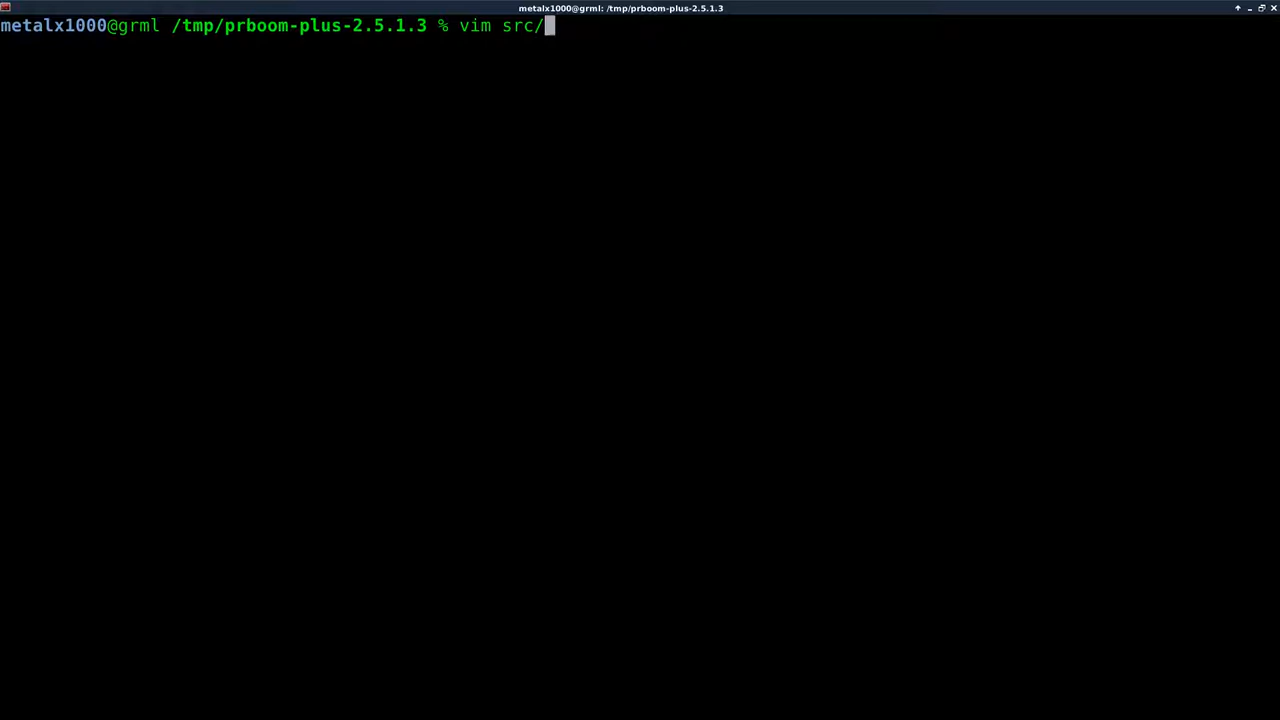 metalx1000@grml: /tmp/prboom-plus-2.5.1.3
metalx1000@grml /tmp/prboom-plus-2.5.1.3 % vim src/